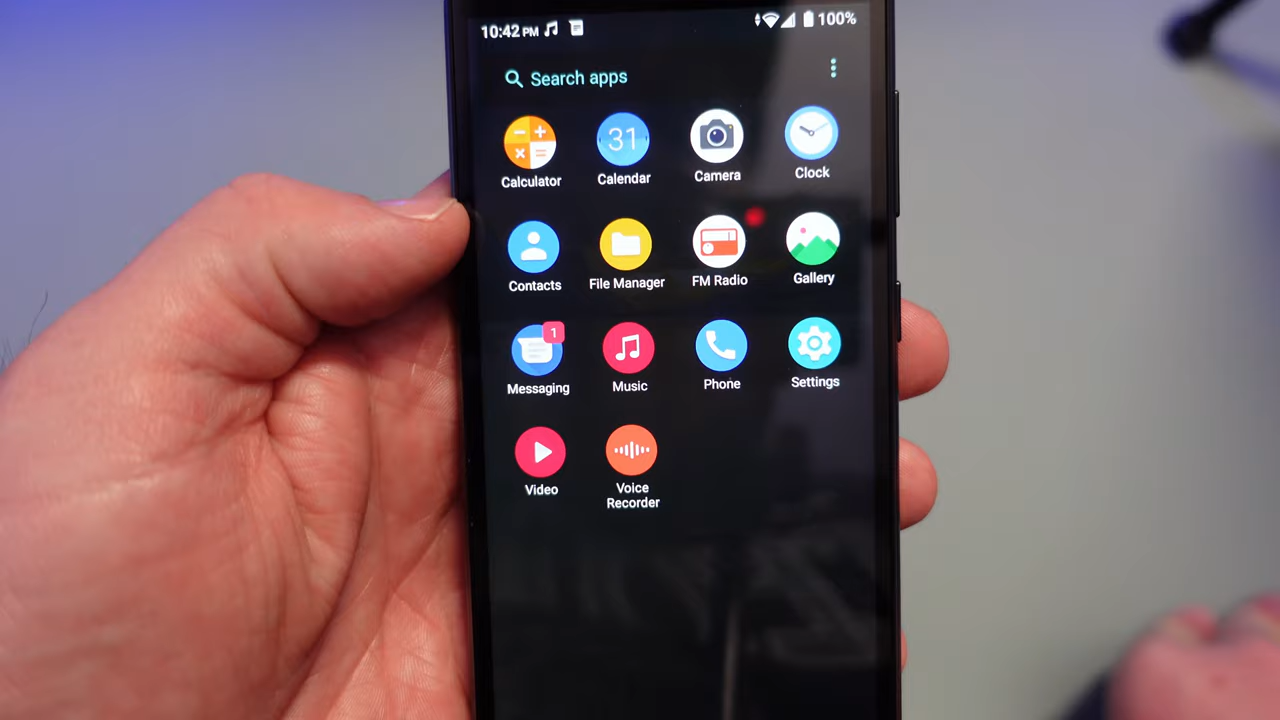 10:42 PM 100%
Search apps
31
Calculator Calendar Camera Clock
Contacts File Manager FM Radio Gallery
1
Messaging Music Phone Settings
Video Voice
Recorder